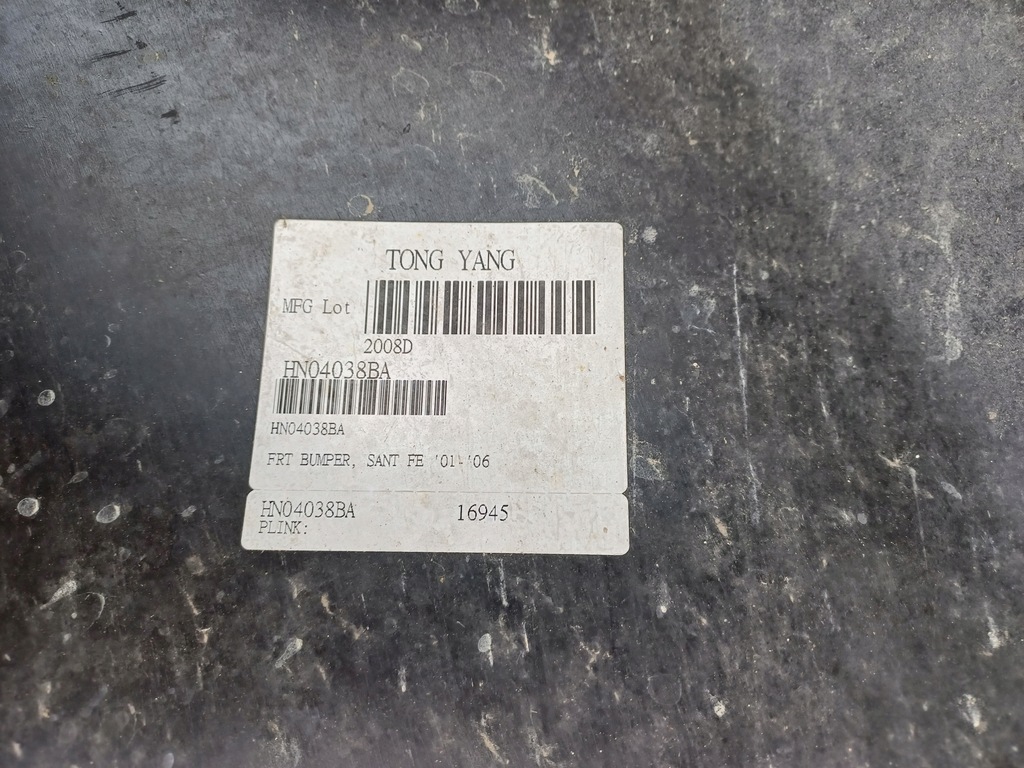 TONG YANG
MFG Lot
2008D
HN04038BA
HN04038BA
FRT BUMPER, SANT FE '01-'06
HN04038BA 16945
PLINK: